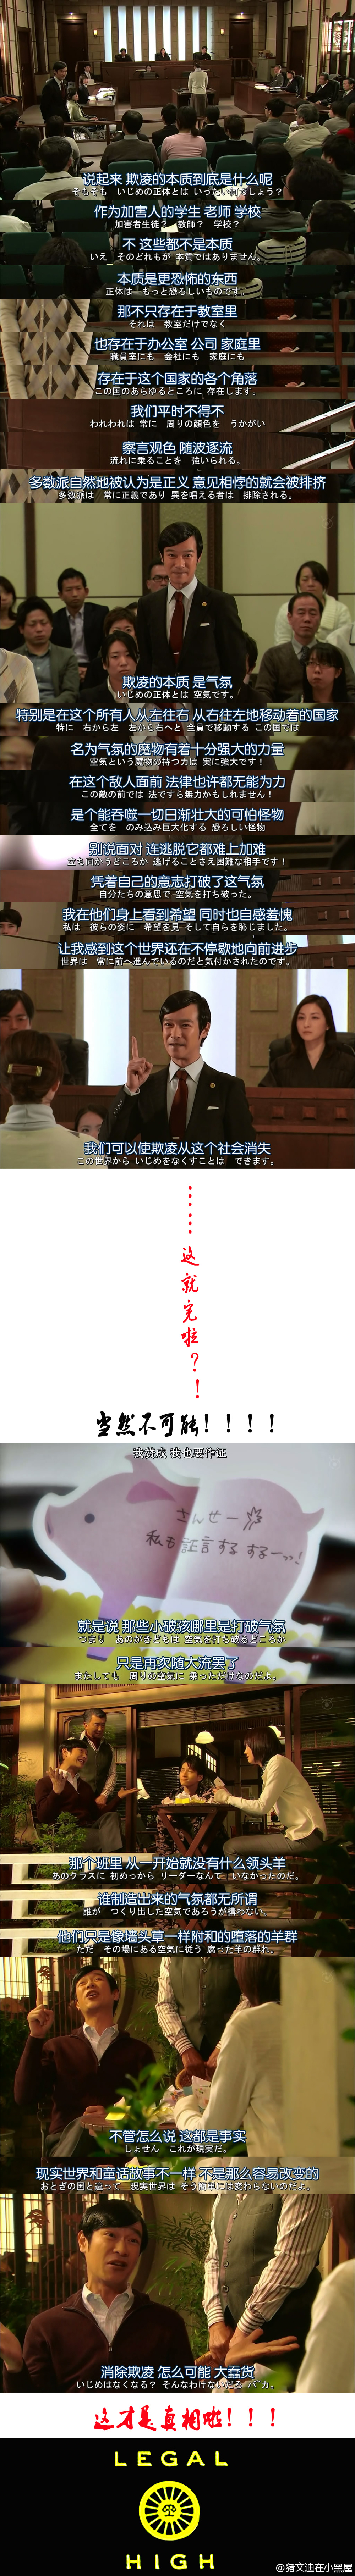 说起来 欺凌的本质到底是什么呢
そもそも いじめの正体とは いったい何でしょう?
作为加害人的学生 老师 学校
加害者生徒? 教師? 学校?
不 这些都不是本质
いえ そのどれもが 本質ではありません。
本质是更恐怖的东西
正体は もっと恐ろしいものです。
那不只存在于教室里
それは 教室だけでなく
也存在于办公室 公司 家庭里
職員室にも 会社にも 家庭にも
存在于这个国家的各个角落
この国のあらゆるところに 存在します。
我们平时不得不
われわれは 常に 周りの顔色を うかがい
察言观色 随波逐流
流れに乗ることを 強いられる。
多数派自然地被认为是正义 意见相悖的就会被排挤
多数派は 常に正義であり 異を唱える者は 排除される。
欺凌的本质 是气氛
いじめの正体とは 空気です。
特别是在这个所有人从左往右 从右往左地移动着的国家
特に 右から左 左から右へと 全員で移動する この国では
名为气氛的魔物有着十分强大的力量
空気という魔物の持つ力は 実に強大です!
在这个敌人面前 法律也许都无能为力
この敵の前では 法ですら無力かもしれません!
是个能吞噬一切日渐壮大的可怕怪物
全てを のみ込み巨大化する 恐ろしい怪物
别说面对 连逃脱它都难上加难
立ち向かうどころか 逃げることさえ困難な相手です!
凭着自己的意志打破了这气氛
自分たちの意思で 空気を打ち破った。
我在他们身上看到希望 同时也自感羞愧
私は 彼らの姿に 希望を見 そして自らを恥じました。
让我感到这个世界还在不停歇地向前进步
世界は 常に前へ進んでいるのだと気付かされたのです。
我们可以使欺凌从这个社会消失
この世界から いじめをなくすことは できます。
……
这就完啦?!
当然不可能!!!!
我赞成 我也要作证
さんせー
私も証言する するーっ!
就是说 那些小破孩哪里是打破气氛
つまり あのがきどもは 空気を打ち破るどころか
只是再次随大流罢了
またしても 周りの空気に 乗っただけなのだよ。
那个班里 从一开始就没有什么领头羊
あのクラスに 初めっから リーダーなんて いなかったのだ。
谁制造出来的气氛都无所谓
誰が つくり出した空気であろうが構わない
他们只是像墙头草一样附和的堕落的羊群
ただ その場にある空気に従う 腐った羊の群れ。
不管怎么说 这都是事实
しょせん これが現実だ。
现实世界和童话故事不一样 不是那么容易改变的
おとぎの国と違って 現実世界は そう簡単には変わらないのだよ。
消除欺凌 怎么可能 大蠢货
いじめはなくなる? そんなわけないだろ バーカ。
这才是真相啦!!!
LEGAL
HIGH
@猪文迪在小黑屋